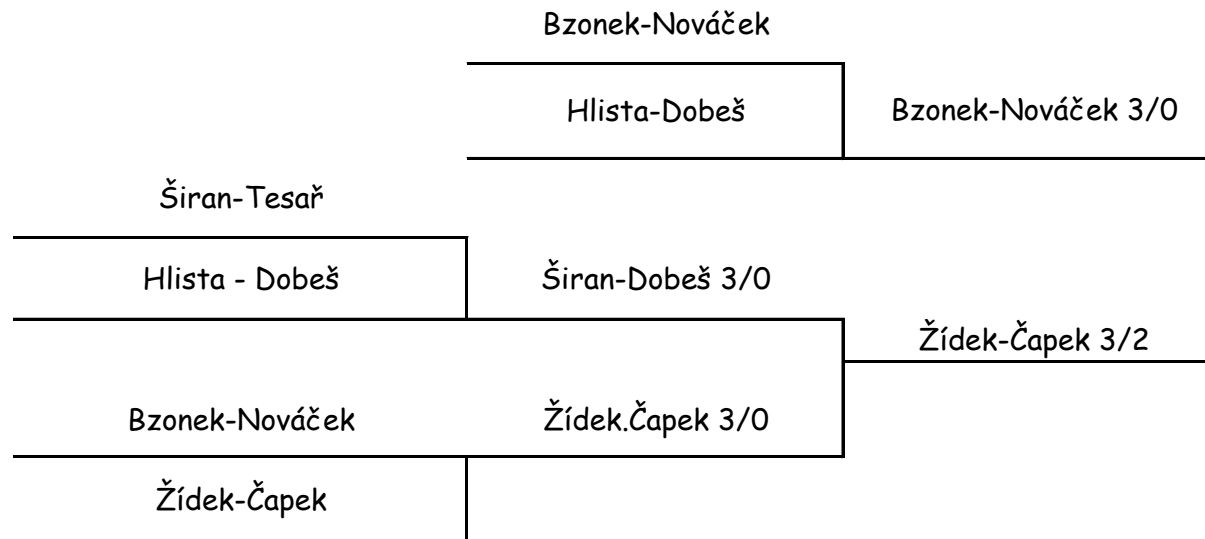 Bzonek-Nováček
Hlista-Dobeš
Bzonek-Nováček 3/0
Širan-Tesař
Hlista - Dobeš
Širan-Dobeš 3/0
Žídek-Čapek 3/2
Bzonek-Nováček
Žídek.Čapek 3/0
Žídek-Čapek